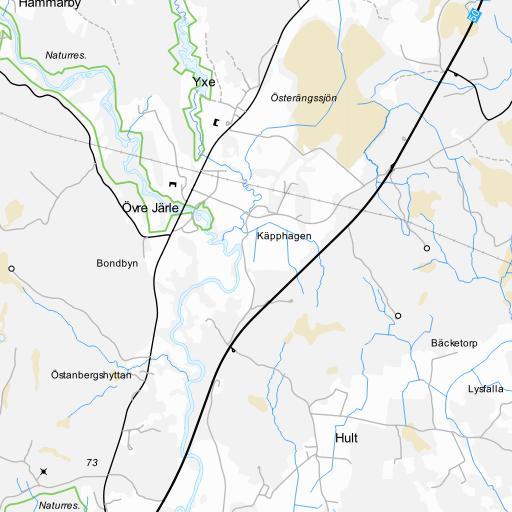 Hammarby
Naturres.
Yxe
Österängssjön
Övre Järle
Käpphagen
Bondbyn
Bäcketorp
Östanbergshyttan
Lysfalla
Hult
73
Naturres.